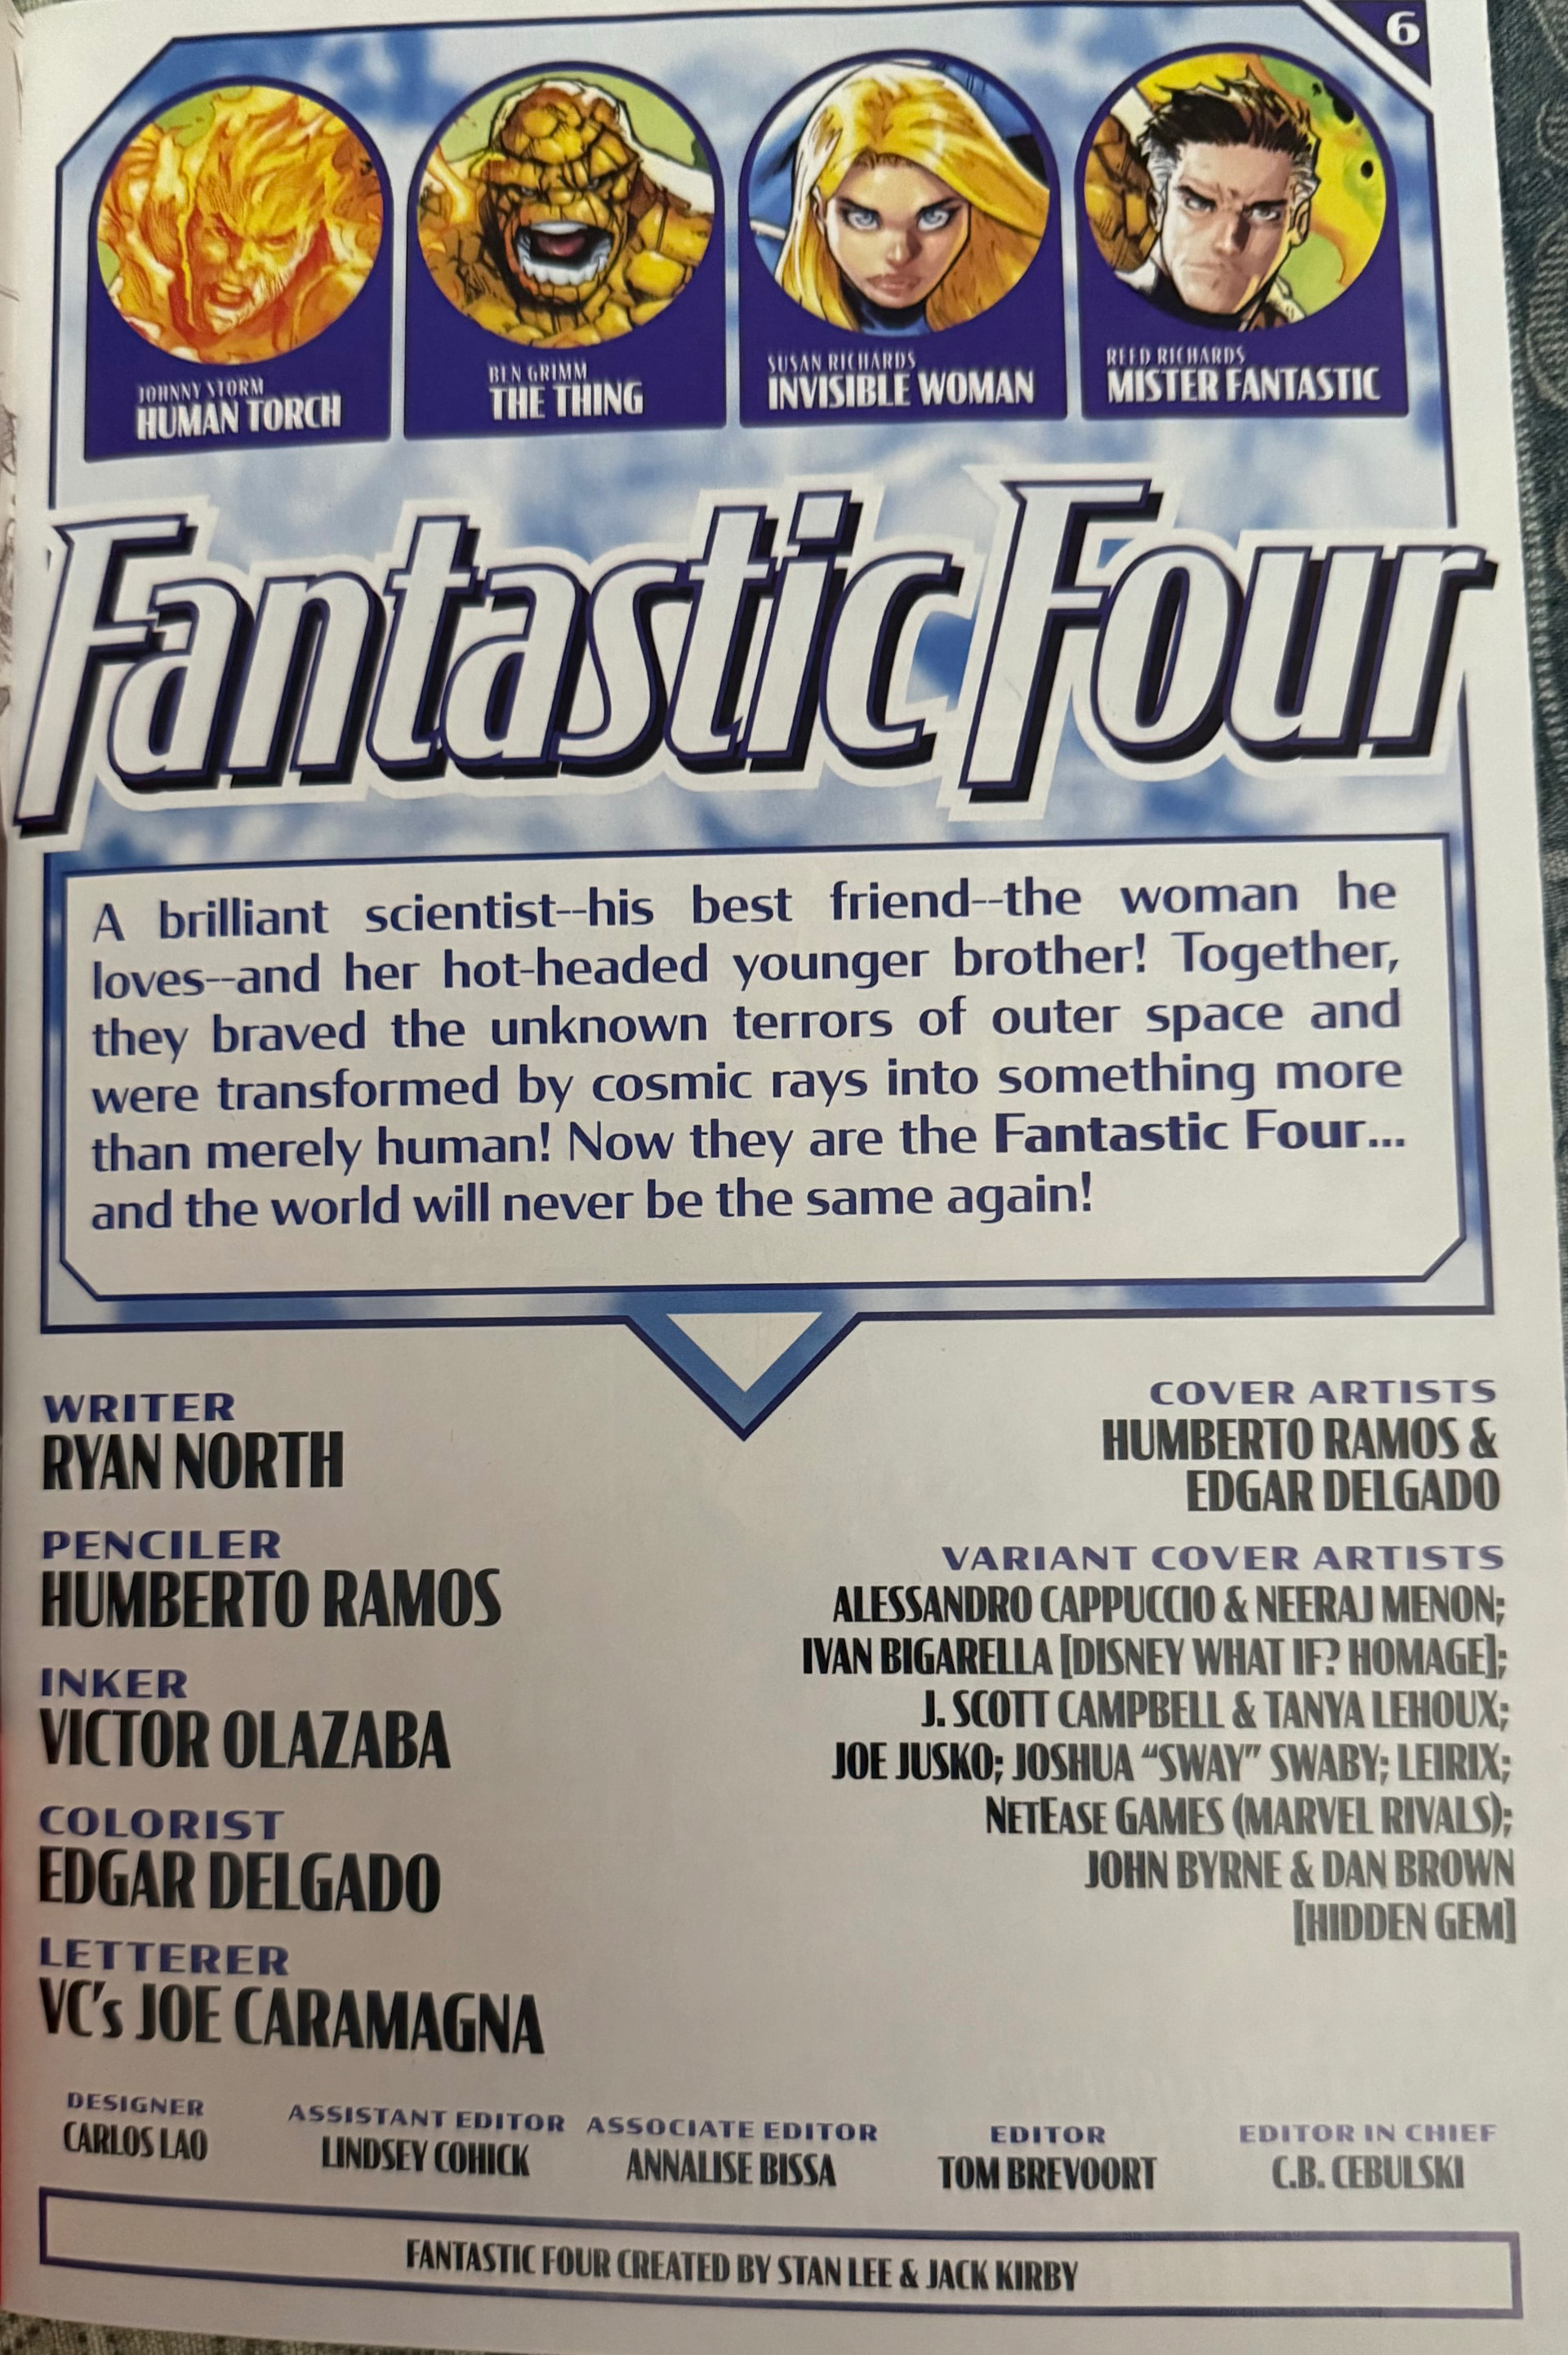 6
JOHNNY STORM
HUMAN TORCH
BEN GRIMM
THE THING
SUSAN RICHARDS
INVISIBLE WOMAN
REED RICHARDS
MISTER FANTASTIC
Fantastic Four
A brilliant scientist--his best friend--the woman he
loves--and her hot-headed younger brother! Together,
they braved the unknown terrors of outer space and
were transformed by cosmic rays into something more
than merely human! Now they are the Fantastic Four...
and the world will never be the same again!
WRITER
RYAN NORTH
PENCILER
HUMBERTO RAMOS
INKER
VICTOR OLAZABA
COLORIST
EDGAR DELGADO
LETTERER
VC's JOE CARAMAGNA
COVER ARTISTS
HUMBERTO RAMOS &
EDGAR DELGADO
VARIANT COVER ARTISTS
ALESSANDRO CAPPUCCIO & NEERAJ MENON;
IVAN BIGARELLA [DISNEY WHAT IF? HOMAGE];
J. SCOTT CAMPBELL & TANYA LEHOUX;
JOE JUSKO; JOSHUA “SWAY” SWABY; LEIRIX;
NETEASE GAMES (MARVEL RIVALS);
JOHN BYRNE & DAN BROWN
[HIDDEN GEM]
DESIGNER
CARLOS LAO
ASSISTANT EDITOR
LINDSEY COHICK
ASSOCIATE EDITOR
ANNALISE BISSA
EDITOR
TOM BREVOORT
EDITOR IN CHIEF
C.B. CEBULSKI
FANTASTIC FOUR CREATED BY STAN LEE & JACK KIRBY